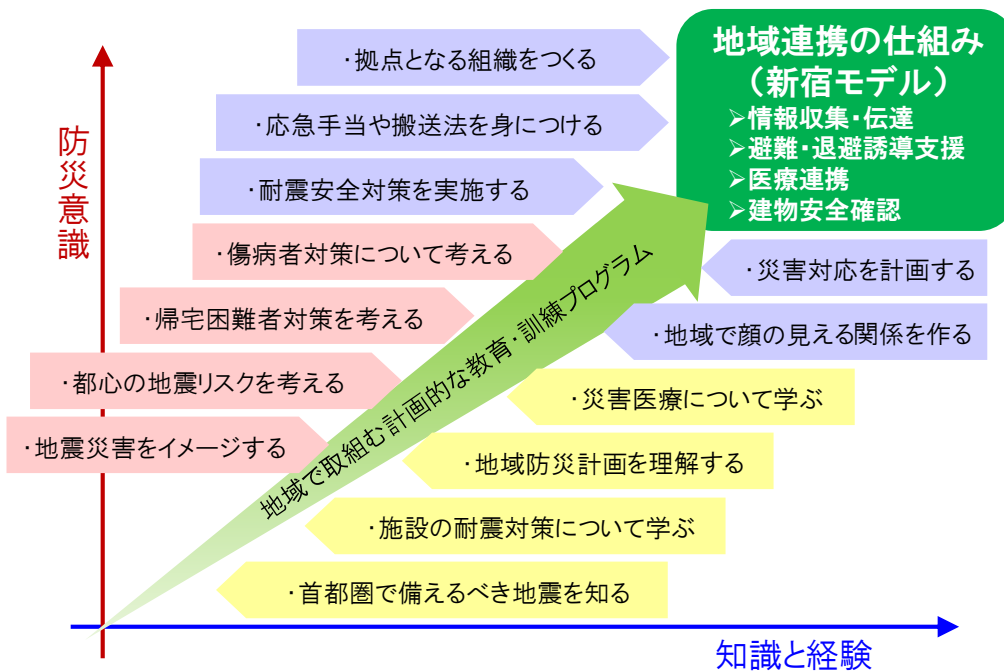 地域連携の仕組み
(新宿モデル)
➢情報収集・伝達
➢避難・退避誘導支援
➢医療連携
➢建物安全確認
・拠点となる組織をつくる
・応急手当や搬送法を身につける
・耐震安全対策を実施する
・傷病者対策について考える
・帰宅困難者対策を考える
・都心の地震リスクを考える
・地震災害をイメージする
防災意識
地域で取組む計画的な教育・訓練プログラム
・災害対応を計画する
・地域で顔の見える関係を作る
・災害医療について学ぶ
・地域防災計画を理解する
・施設の耐震対策について学ぶ
・首都圏で備えるべき地震を知る
知識と経験